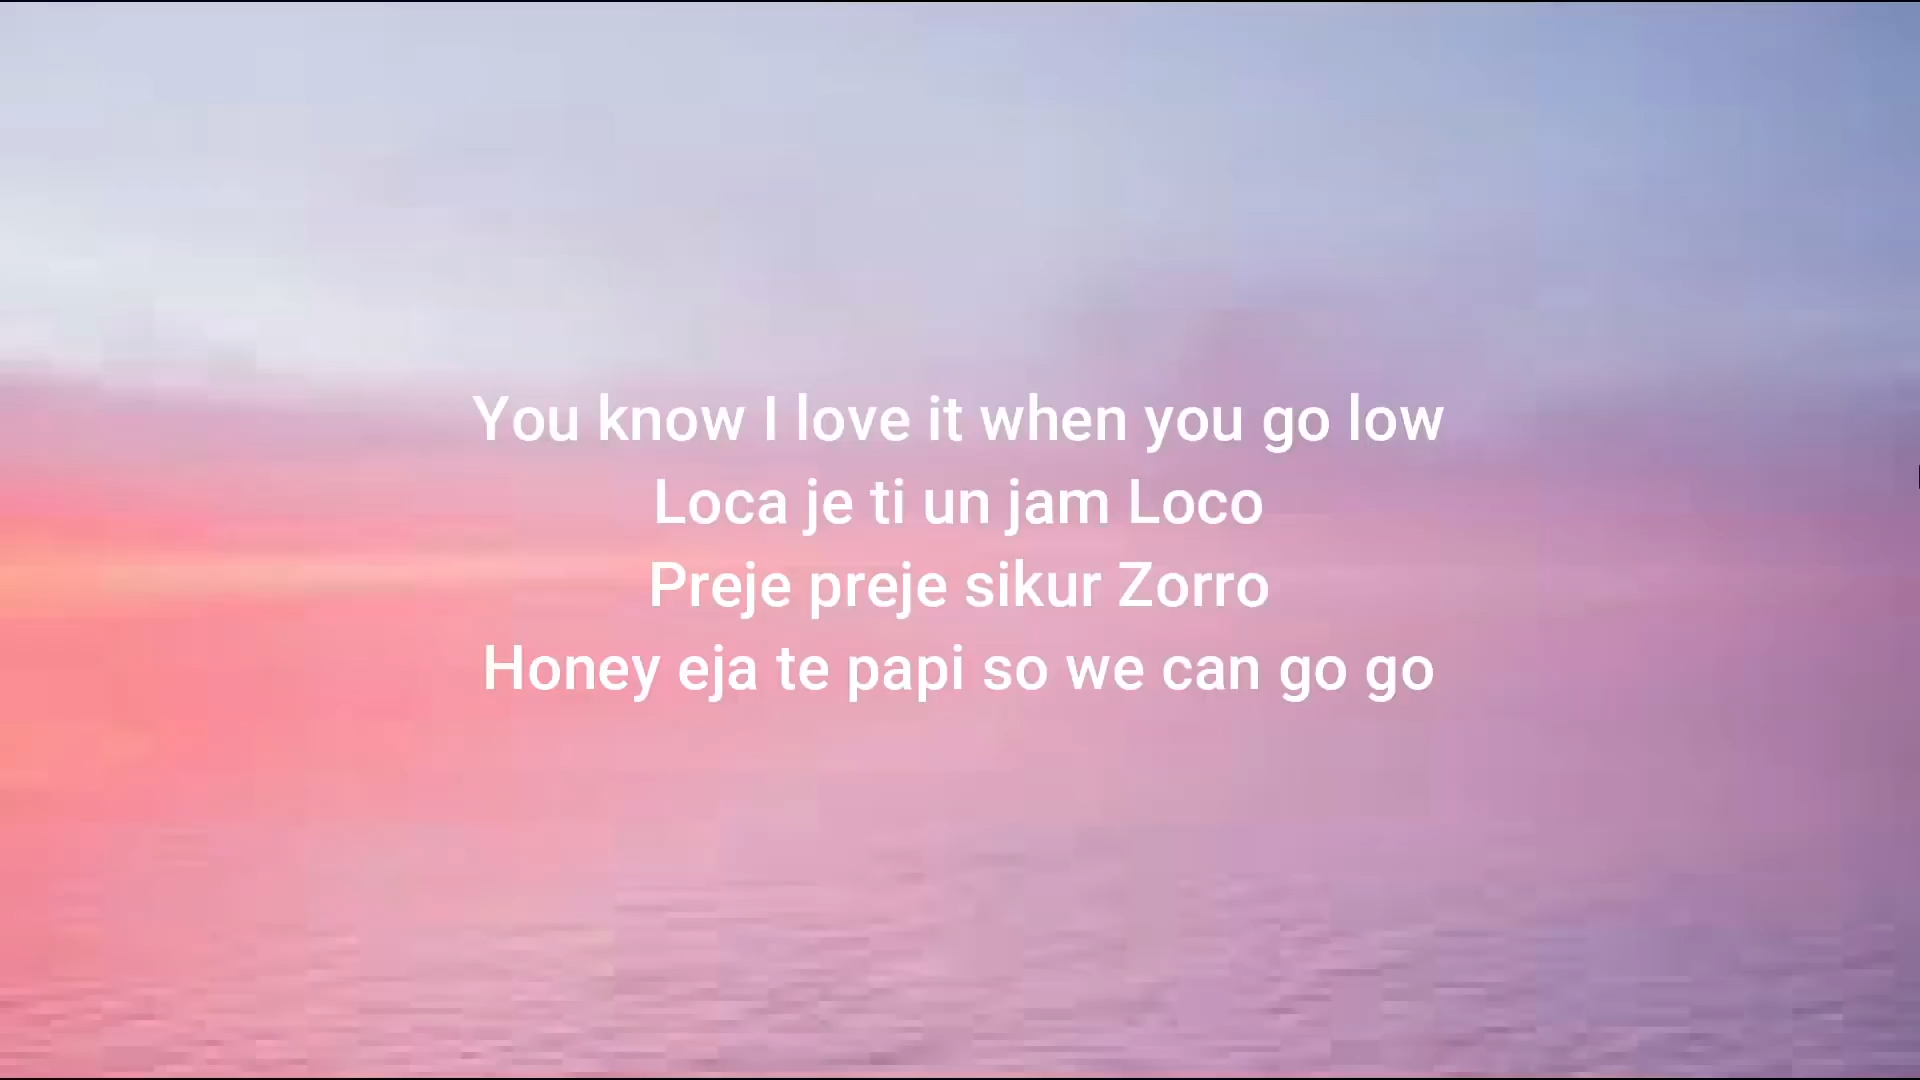 You know I love it when you go low
Loca je ti un jam Loco
Preje preje sikur Zorro
Honey eja te papi so we can go go